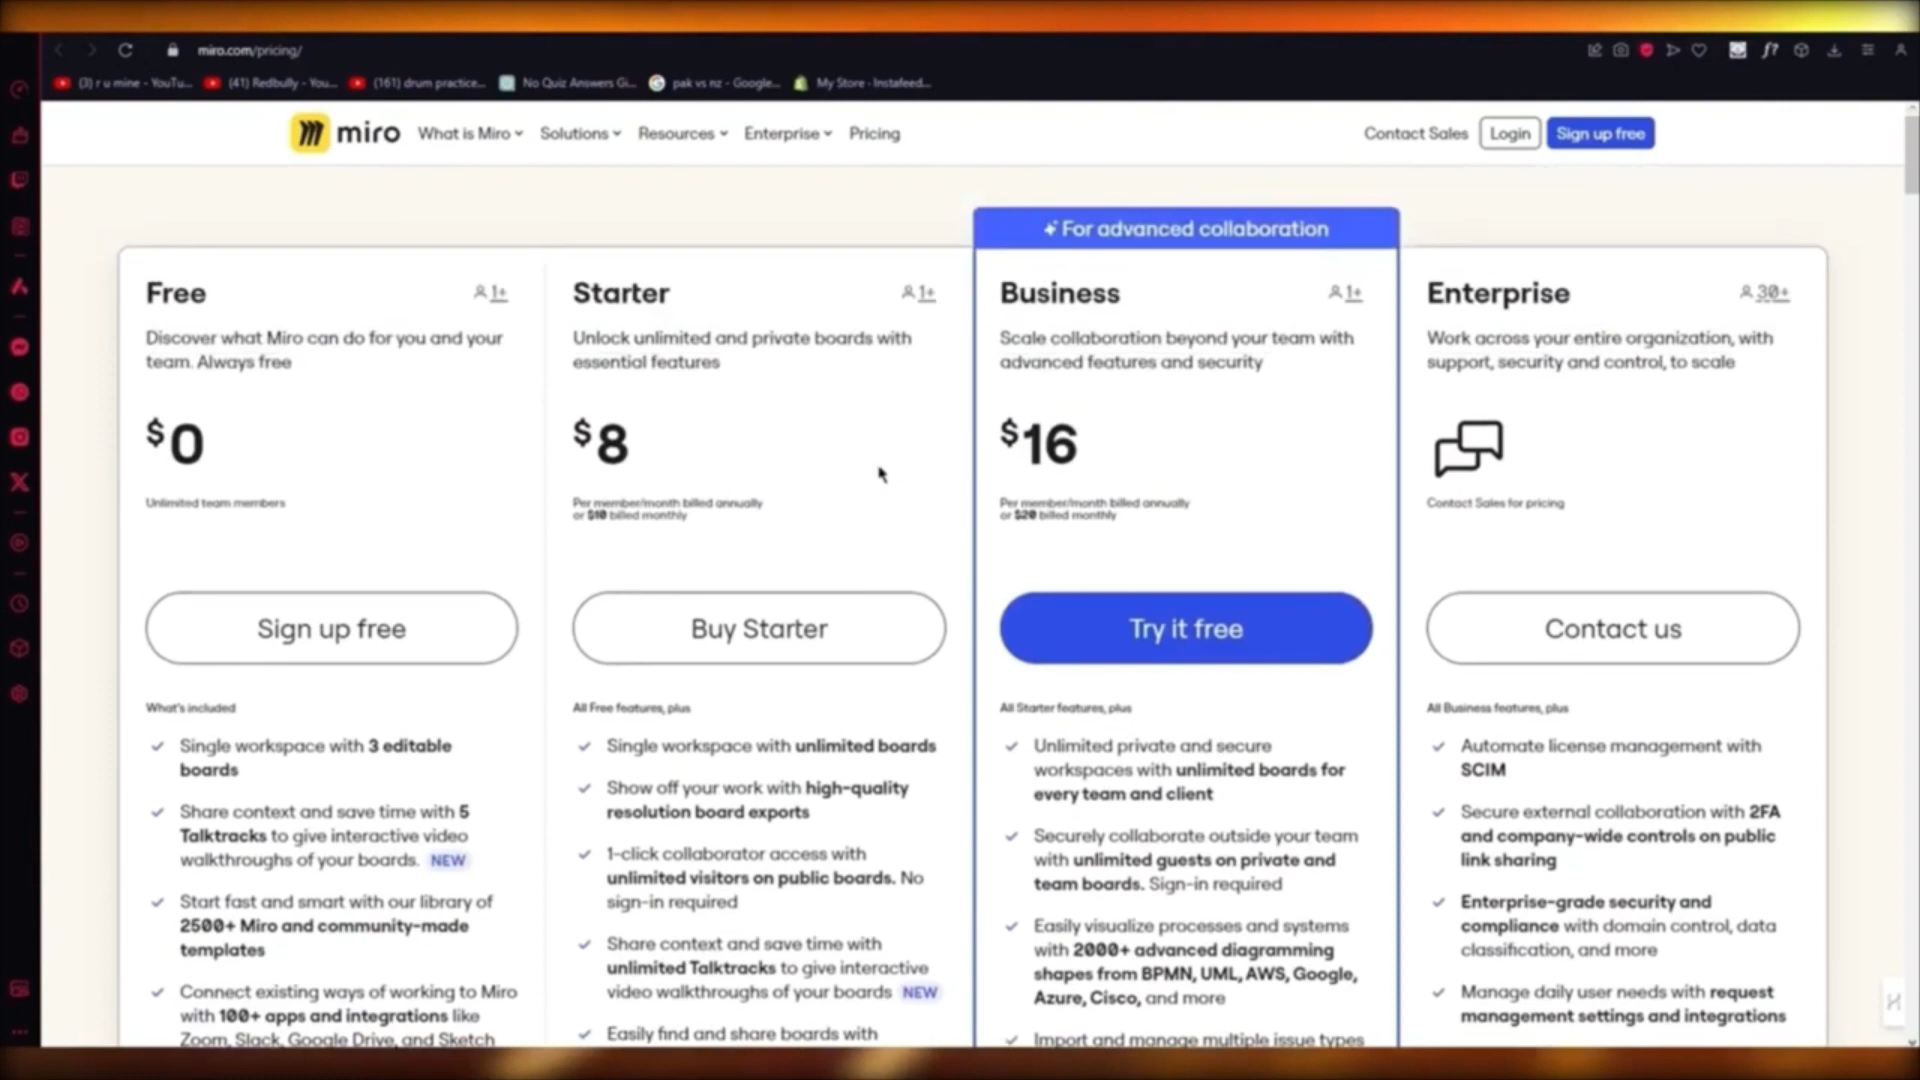 miro.com/pricing/
(3) r u mine - YouTu...
(41) Redbully - You...
(161) drum practice...
No Quiz Answers Gi...
pak vs nz - Google...
My Store · Instafeed...
miro
What is Miro
Solutions
Resources
Enterprise
Pricing
Contact Sales
Login
Sign up free
For advanced collaboration
Free
1+
Discover what Miro can do for you and your
team. Always free
$0
Unlimited team members
Sign up free
What's included
Single workspace with 3 editable
boards
Share context and save time with 5
Talktracks to give interactive video
walkthroughs of your boards. NEW
Start fast and smart with our library of
2500+ Miro and community-made
templates
Connect existing ways of working to Miro
with 100+ apps and integrations like
Zoom, Slack, Google Drive, and Sketch
Starter
1+
Unlock unlimited and private boards with
essential features
$8
Per member/month billed annually
or $10 billed monthly
Buy Starter
All Free features, plus
Single workspace with unlimited boards
Show off your work with high-quality
resolution board exports
1-click collaborator access with
unlimited visitors on public boards. No
sign-in required
Share context and save time with
unlimited Talktracks to give interactive
video walkthroughs of your boards NEW
Easily find and share boards with
Business
1+
Scale collaboration beyond your team with
advanced features and security
$16
Per member/month billed annually
or $20 billed monthly
Try it free
All Starter features, plus
Unlimited private and secure
workspaces with unlimited boards for
every team and client
Securely collaborate outside your team
with unlimited guests on private and
team boards. Sign-in required
Easily visualize processes and systems
with 2000+ advanced diagramming
shapes from BPMN, UML, AWS, Google,
Azure, Cisco, and more
Import and manage multiple issue types
Enterprise
30+
Work across your entire organization, with
support, security and control, to scale
Contact Sales for pricing
Contact us
All Business features, plus
Automate license management with
SCIM
Secure external collaboration with 2FA
and company-wide controls on public
link sharing
Enterprise-grade security and
compliance with domain control, data
classification, and more
Manage daily user needs with request
management settings and integrations